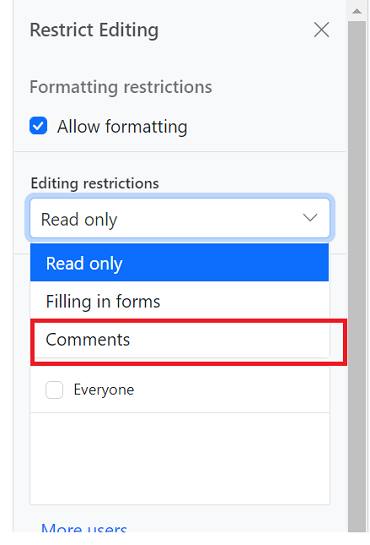 Restrict Editing
Formatting restrictions
Allow formatting
Editing restrictions
Read only
Read only
Filling in forms
Comments
Everyone
More users